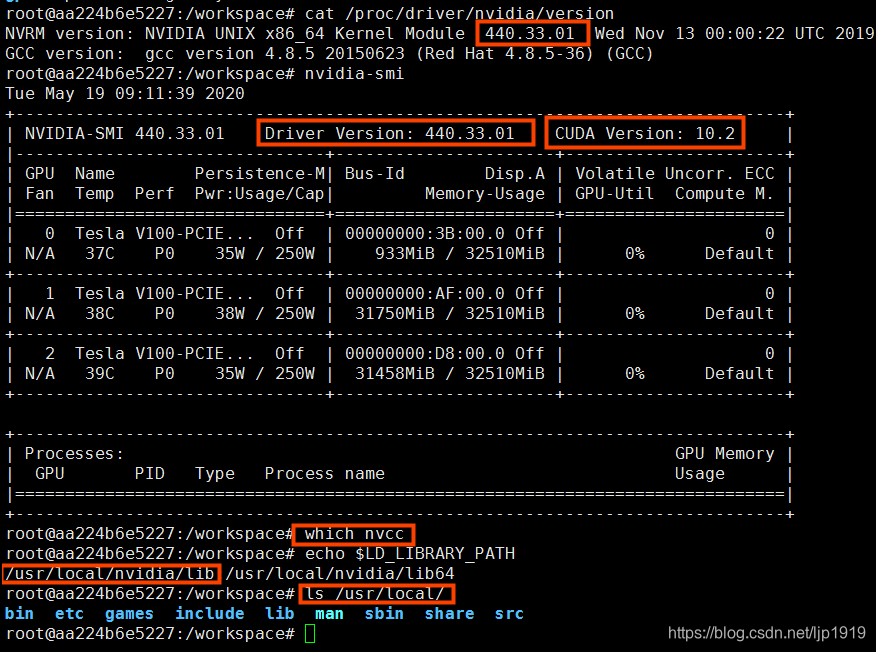 root@aa224b6e5227:/workspace# cat /proc/driver/nvidia/version
NVRM version: NVIDIA UNIX x86_64 Kernel Module  440.33.01  Wed Nov 13 00:00:22 UTC 2019
GCC version:  gcc version 4.8.5 20150623 (Red Hat 4.8.5-36) (GCC)
root@aa224b6e5227:/workspace# nvidia-smi
Tue May 19 09:11:39 2020
+-----------------------------------------------------------------------------+
| NVIDIA-SMI 440.33.01    Driver Version: 440.33.01    CUDA Version: 10.2     |
|-------------------------------+----------------------+----------------------+
| GPU  Name        Persistence-M| Bus-Id        Disp.A | Volatile Uncorr. ECC |
| Fan  Temp  Perf  Pwr:Usage/Cap|         Memory-Usage | GPU-Util  Compute M. |
|===============================+======================+======================|
|   0  Tesla V100-PCIE...  Off  | 00000000:3B:00.0 Off |                    0 |
| N/A   37C    P0    35W / 250W |    933MiB / 32510MiB |      0%      Default |
+-------------------------------+----------------------+----------------------+
|   1  Tesla V100-PCIE...  Off  | 00000000:AF:00.0 Off |                    0 |
| N/A   38C    P0    38W / 250W |  31750MiB / 32510MiB |      0%      Default |
+-------------------------------+----------------------+----------------------+
|   2  Tesla V100-PCIE...  Off  | 00000000:D8:00.0 Off |                    0 |
| N/A   39C    P0    35W / 250W |  31458MiB / 32510MiB |      0%      Default |
+-------------------------------+----------------------+----------------------+
+-----------------------------------------------------------------------------+
| Processes:                                                       GPU Memory |
|  GPU       PID   Type   Process name                             Usage      |
|=============================================================================|
+-----------------------------------------------------------------------------+
root@aa224b6e5227:/workspace# which nvcc
root@aa224b6e5227:/workspace# echo $LD_LIBRARY_PATH
/usr/local/nvidia/lib:/usr/local/nvidia/lib64
root@aa224b6e5227:/workspace# ls /usr/local/
bin  etc  games  include  lib  man  sbin  share  src
root@aa224b6e5227:/workspace#
https://blog.csdn.net/ljp1919